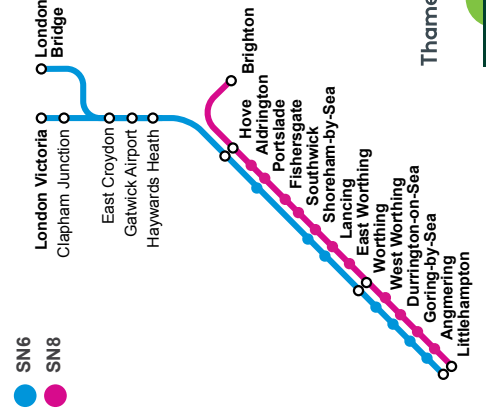 SN6
SN8
London Victoria
Clapham Junction
East Croydon
Gatwick Airport
Haywards Heath
London
Bridge
Brighton
Hove
Aldrington
Portslade
Fishersgate
Southwick
Shoreham-by-Sea
Lancing
East Worthing
Worthing
West Worthing
Durrington-on-Sea
Goring-by-Sea
Angmering
Littlehampton
Thame